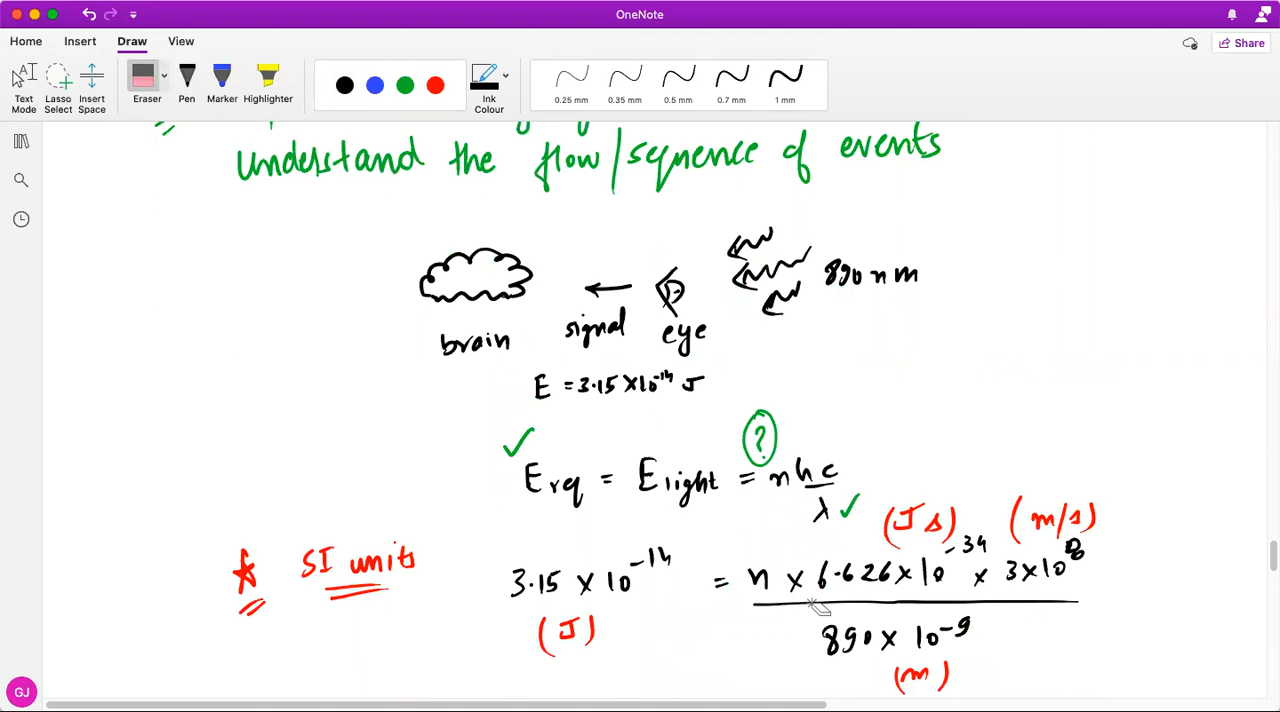 OneNote
Home Insert Draw View
Share
Text Mode
Lasso Select
Insert Space
Eraser
Pen
Marker
Highlighter
Ink Colour
0.25 mm 0.35 mm 0.5 mm 0.7 mm 1 mm
understand the flow/sequence of events
890 nm
brain
signal
eye
E = 3.15 × 10⁻¹⁴ J
✓
?
E req = E light = nhc/λ ✓
(J s) (m/s)
★ SI units
3.15 × 10⁻¹⁴ = n × 6.626 × 10⁻³⁴ × 3 × 10⁸
(J)
890 × 10⁻⁹
(m)
GJ